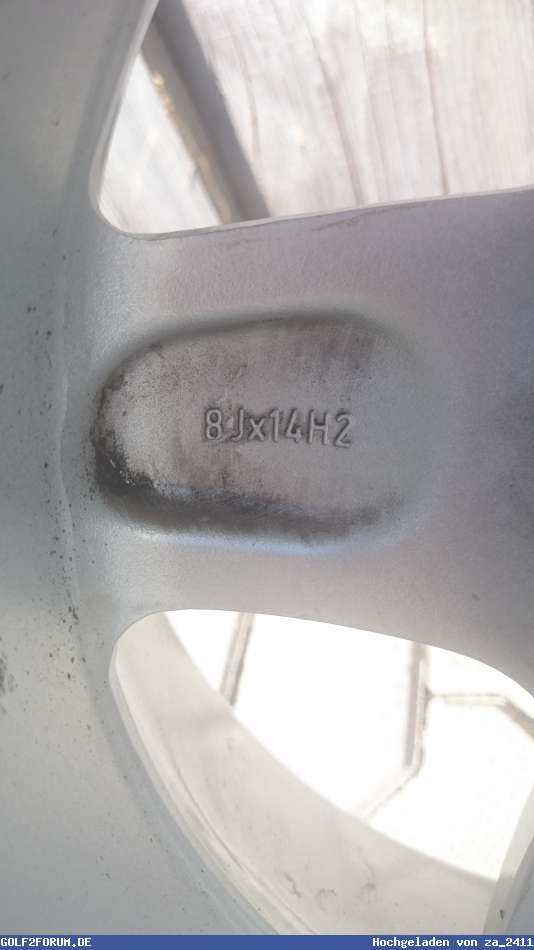 8Jx14H2
GOLF2FORUM.DE
Hochgeladen von za_2411